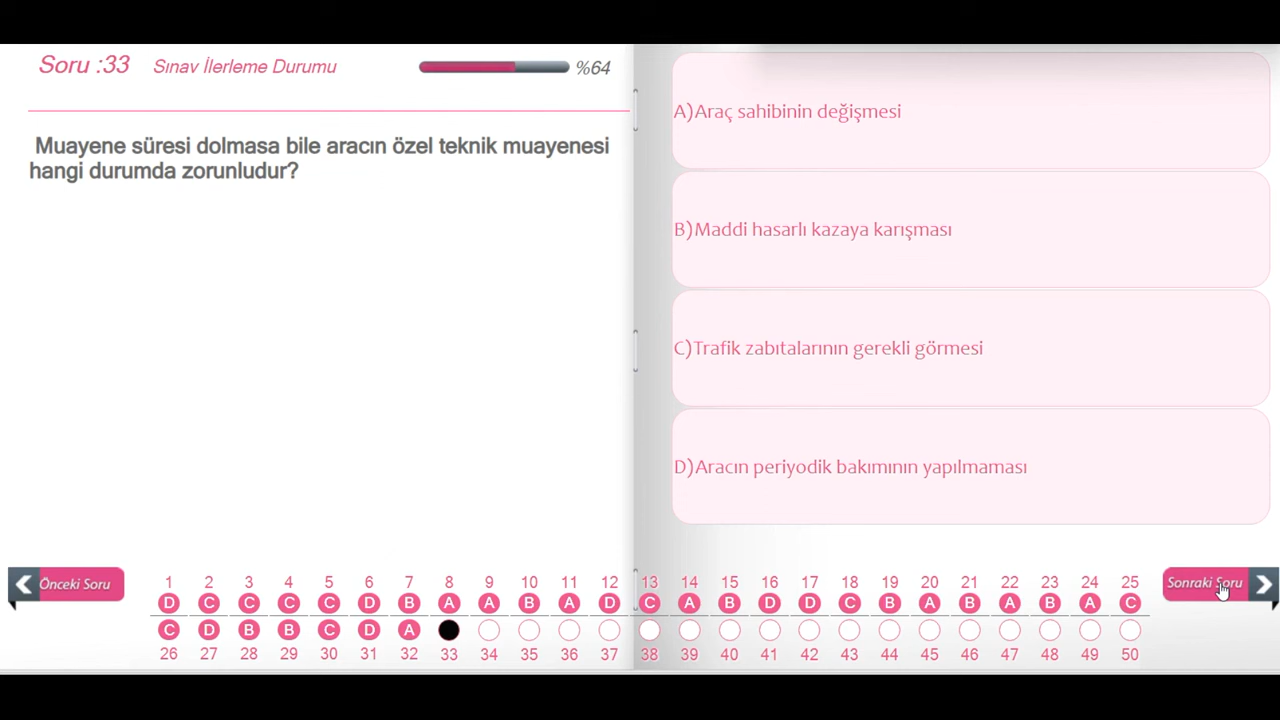 Soru :33 Sınav İlerleme Durumu %64
Muayene süresi dolmasa bile aracın özel teknik muayenesi
hangi durumda zorunludur?
A)Araç sahibinin değişmesi
B)Maddi hasarlı kazaya karışması
C)Trafik zabıtalarının gerekli görmesi
D)Aracın periyodik bakımının yapılmaması
Önceki Soru
1 2 3 4 5 6 7 8 9 10 11 12 13 14 15 16 17 18 19 20 21 22 23 24 25
D C C C C D B A A B A D C A B D D C B A B A B A C
C D B B C D A
26 27 28 29 30 31 32 33 34 35 36 37 38 39 40 41 42 43 44 45 46 47 48 49 50
Sonraki Soru